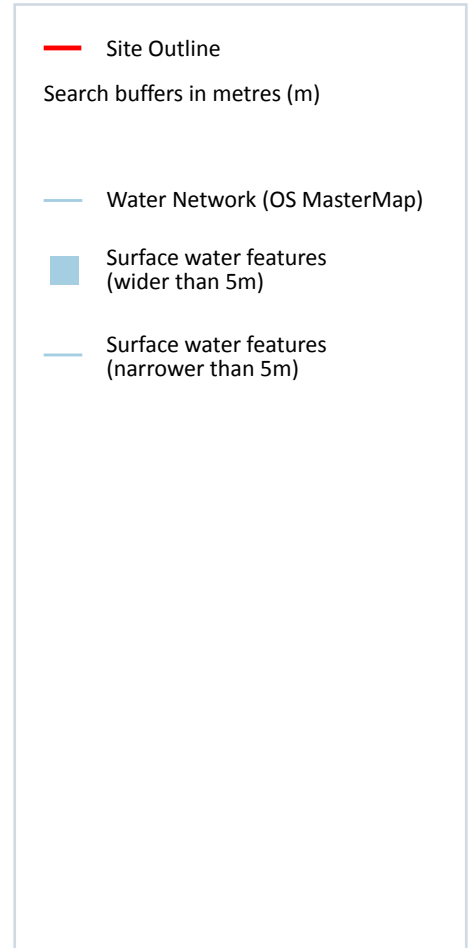 Site Outline
Search buffers in metres (m)
Water Network (OS MasterMap)
Surface water features
(wider than 5m)
Surface water features
(narrower than 5m)